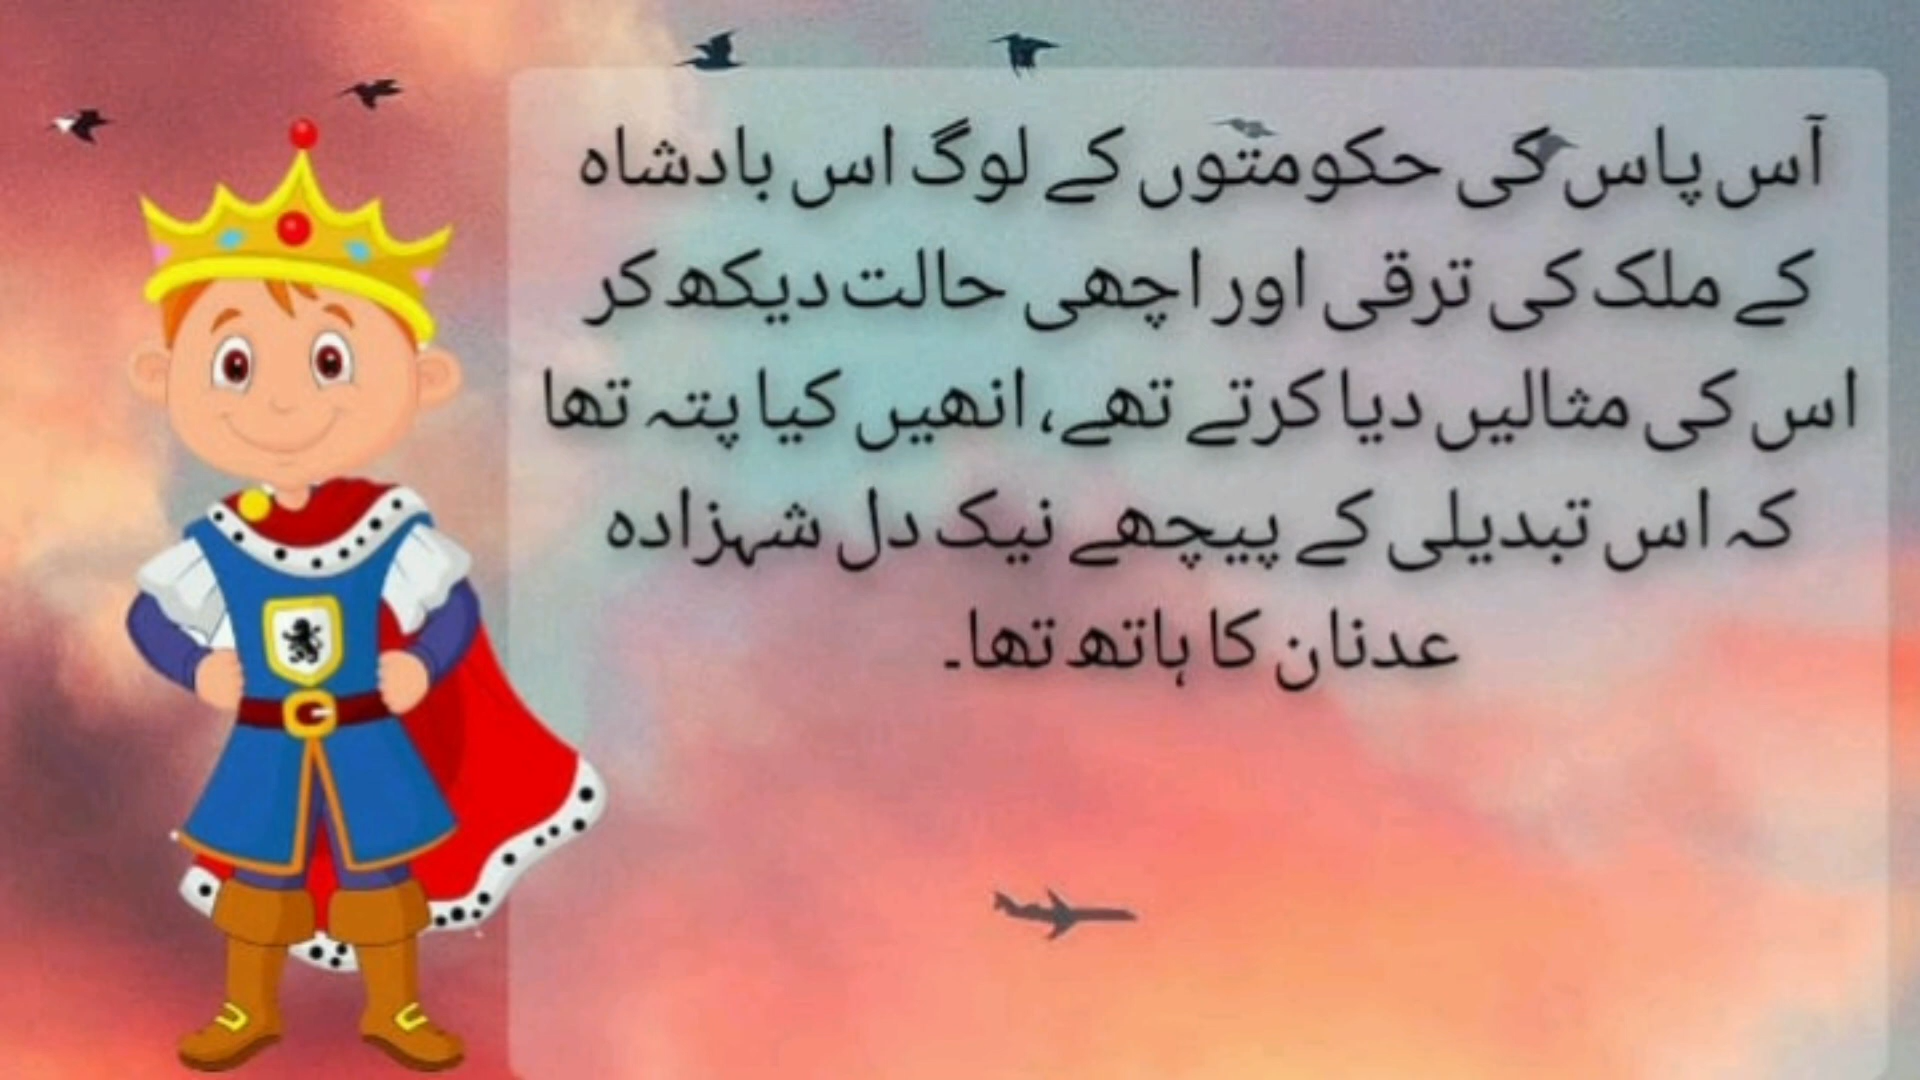 آس پاس کی حکومتوں کے لوگ اس بادشاہ
کے ملک کی ترقی اور اچھی حالت دیکھ کر
اس کی مثالیں دیا کرتے تھے، انھیں کیا پتہ تھا
کہ اس تبدیلی کے پیچھے نیک دل شہزادہ
عدنان کا ہاتھ تھا۔